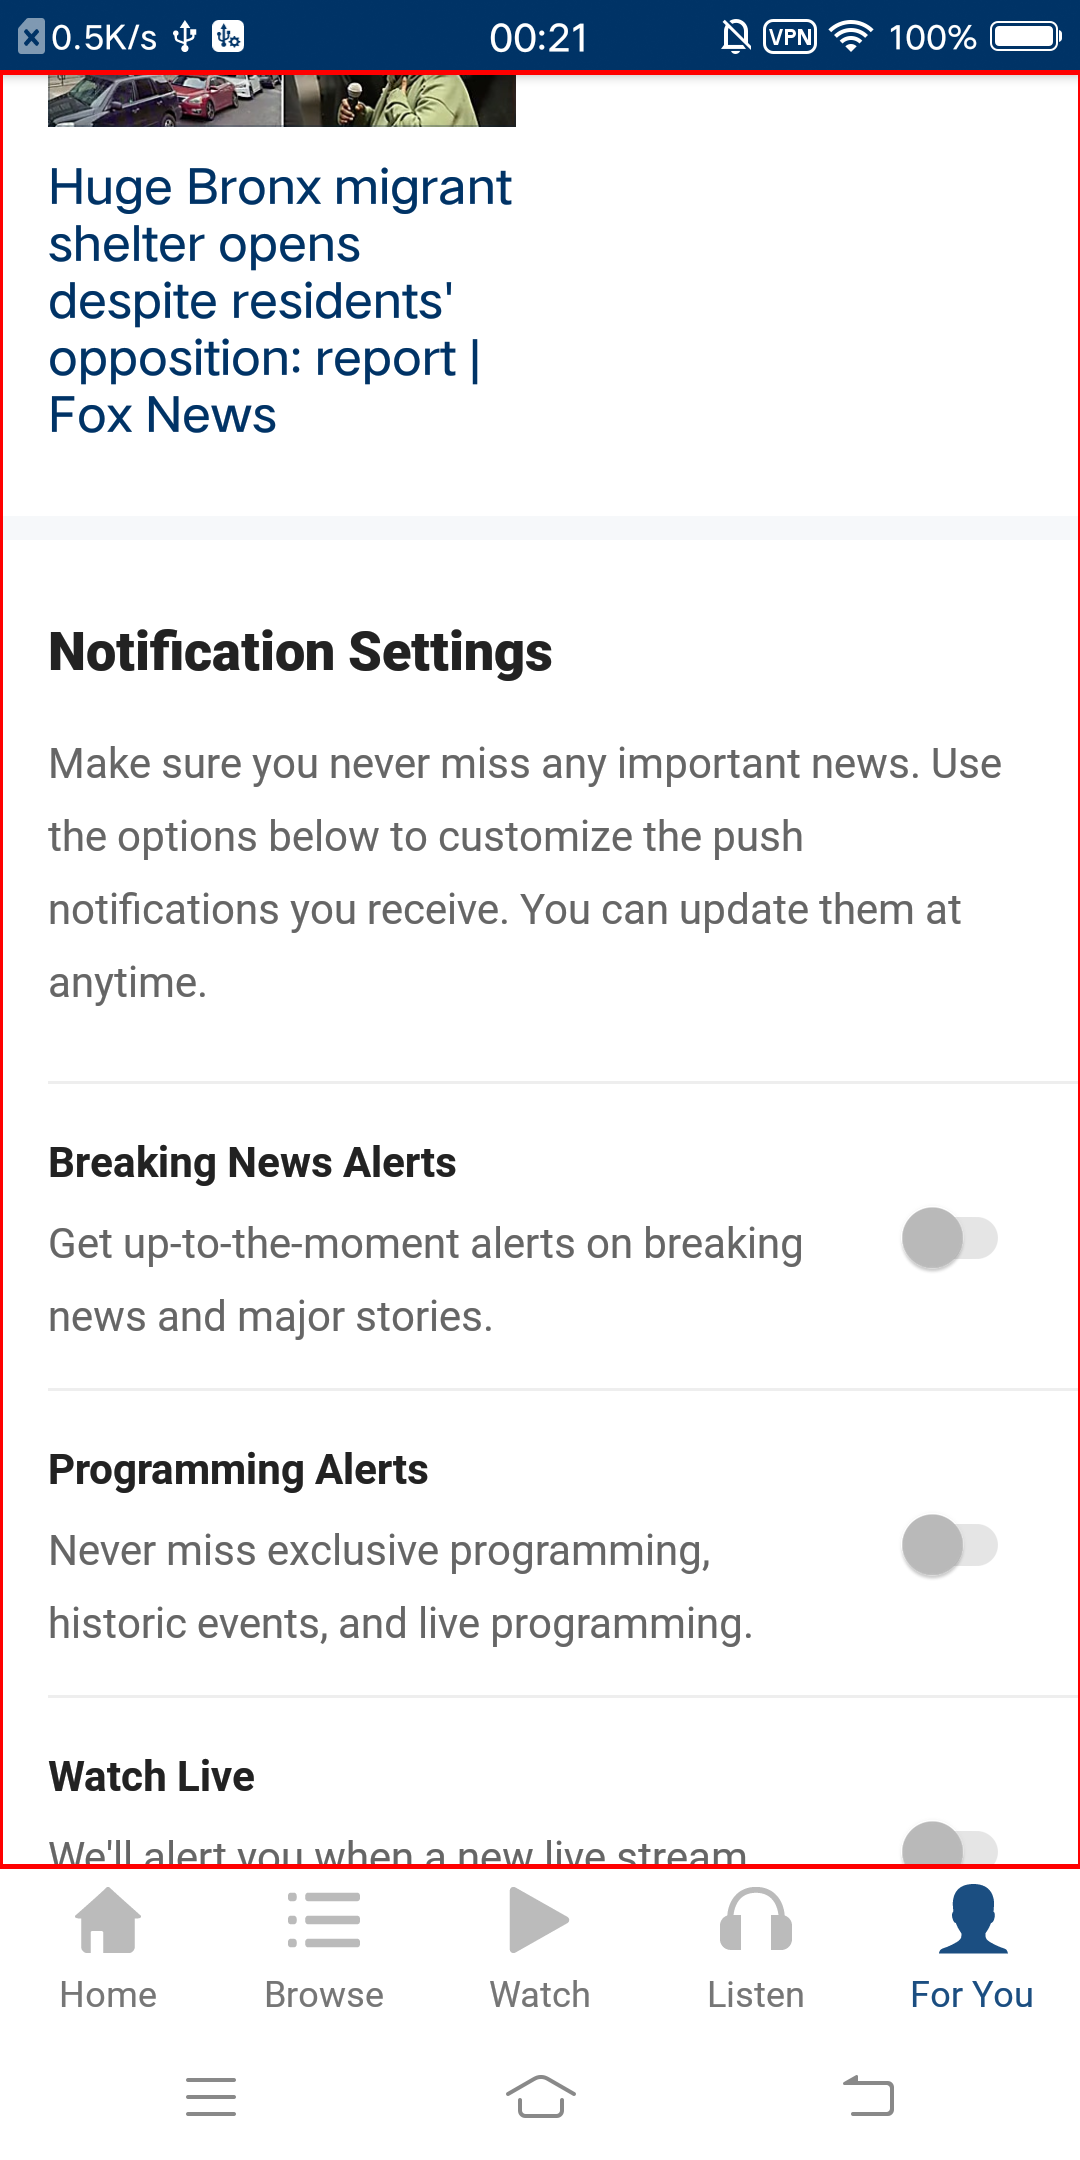 0.5K/s
00:21
VPN
100%
Huge Bronx migrant
shelter opens
despite residents'
opposition: report |
Fox News
Notification Settings
Make sure you never miss any important news. Use
the options below to customize the push
notifications you receive. You can update them at
anytime.
Breaking News Alerts
Get up-to-the-moment alerts on breaking
news and major stories.
Programming Alerts
Never miss exclusive programming,
historic events, and live programming.
Watch Live
We'll alert you when a new live stream
Home
Browse
Watch
Listen
For You